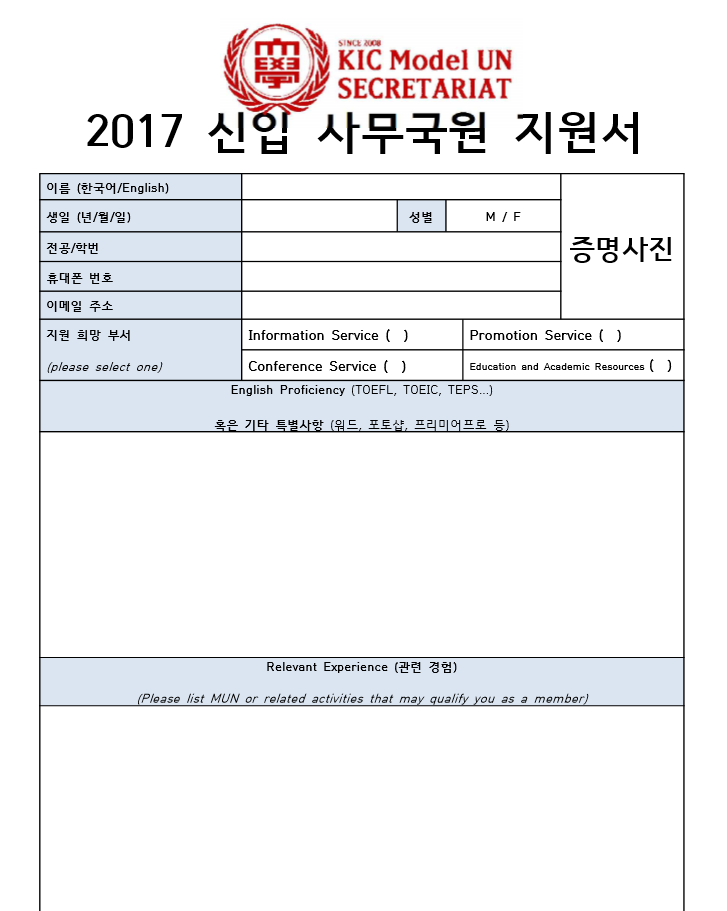 SINCE 2008
KIC Model UN
SECRETARIAT
2017 신입 사무국원 지원서
이름 (한국어/English)
생일 (년/월/일) 성별 M / F
증명사진
전공/학번
휴대폰 번호
이메일 주소
지원 희망 부서 Information Service ( ) Promotion Service ( )
(please select one) Conference Service ( ) Education and Academic Resources ( )
English Proficiency (TOEFL, TOEIC, TEPS...)
혹은 기타 특별사항 (워드, 포토샵, 프리미어프로 등)
Relevant Experience (관련 경험)
(Please list MUN or related activities that may qualify you as a member)